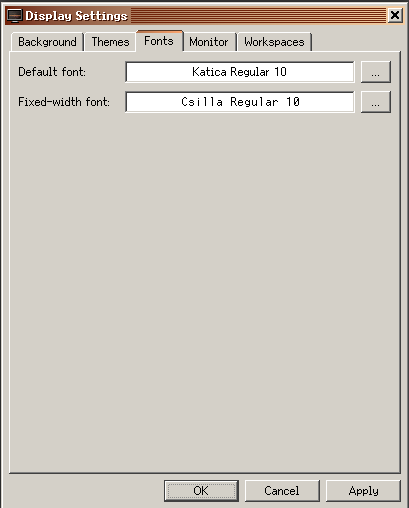 Display Settings
Background Themes Fonts Monitor Workspaces
Default font: Katica Regular 10 ...
Fixed-width font: Csilla Regular 10 ...
OK Cancel Apply